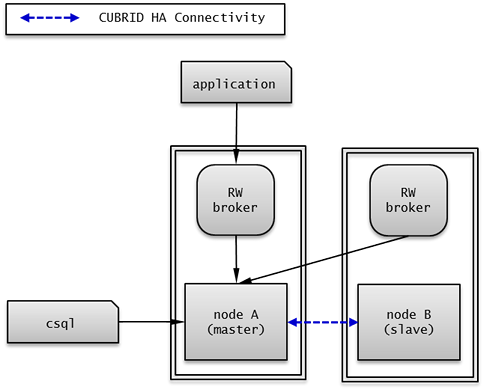 CUBRID HA Connectivity
application
RW
broker
RW
broker
node A
(master)
node B
(slave)
csql